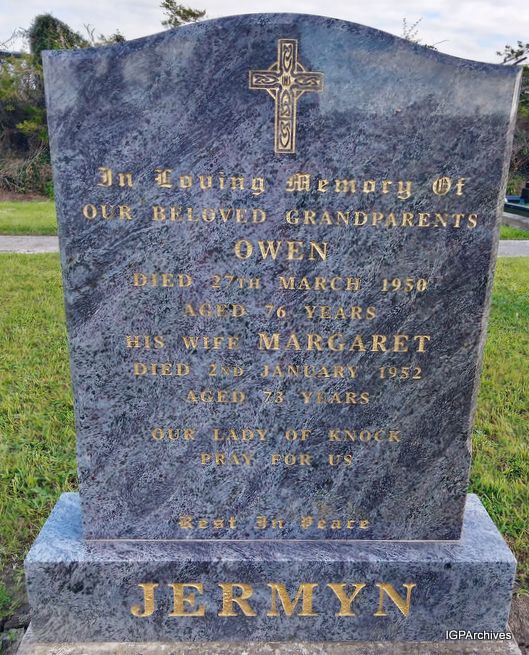 In Loving Memory Of
OUR BELOVED GRANDPARENTS
OWEN
DIED 27TH MARCH 1950
AGED 76 YEARS
HIS WIFE MARGARET
DIED 2ND JANUARY 1952
AGED 73 YEARS
OUR LADY OF KNOCK
PRAY FOR US
Rest In Peace
JERMYN
IGPArchives